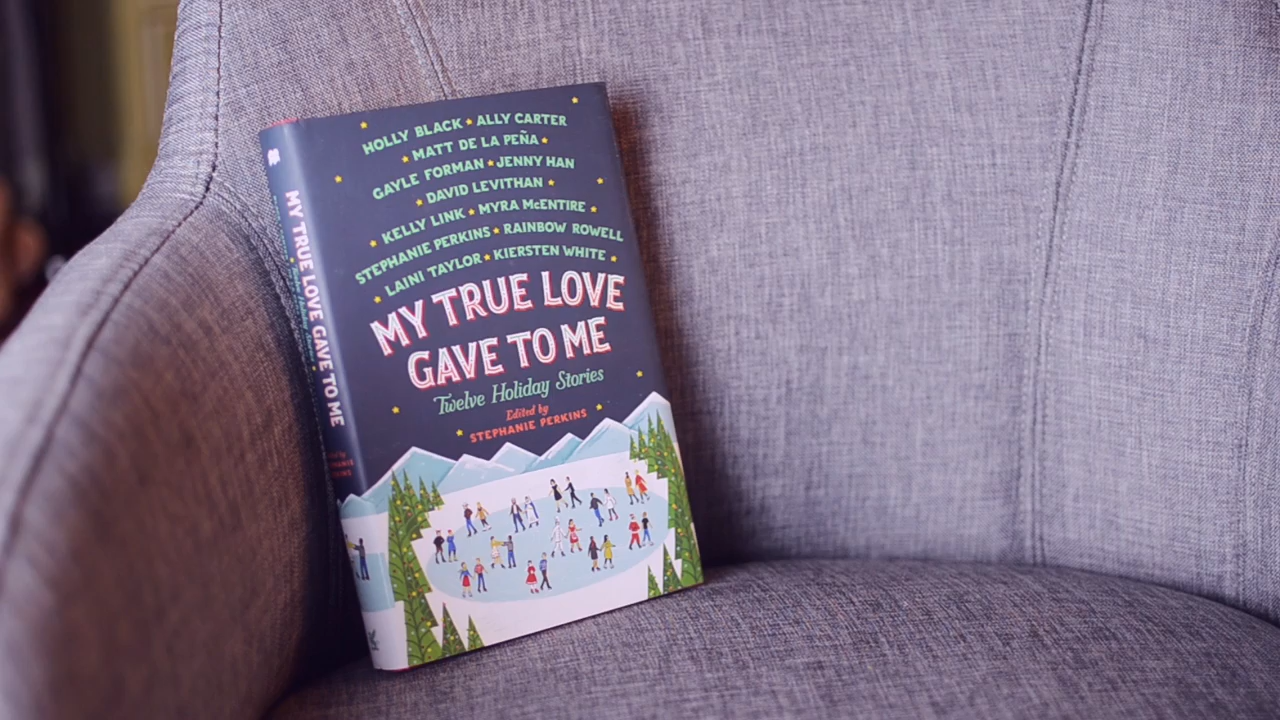 HOLLY BLACK ALLY CARTER
MATT DE LA PEÑA
GAYLE FORMAN JENNY HAN
DAVID LEVITHAN
KELLY LINK MYRA McENTIRE
STEPHANIE PERKINS RAINBOW ROWELL
LAINI TAYLOR KIERSTEN WHITE
MY TRUE LOVE
GAVE TO ME
Twelve Holiday Stories
Edited by
STEPHANIE PERKINS
MY TRUE LOVE GAVE TO ME